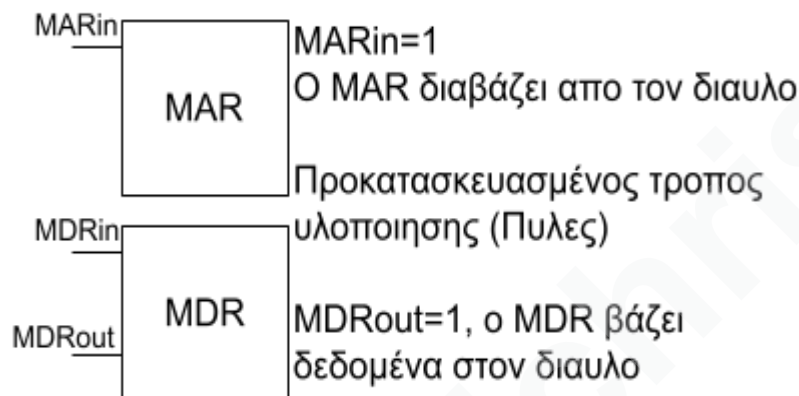 MARin
MARin=1
Ο MAR διαβάζει απο τον διαυλο
MAR
Προκατασκευασμένος τροπος
υλοποιησης (Πυλες)
MDRin
MDR
MDRout=1, ο MDR βάζει
δεδομένα στον διαυλο
MDRout